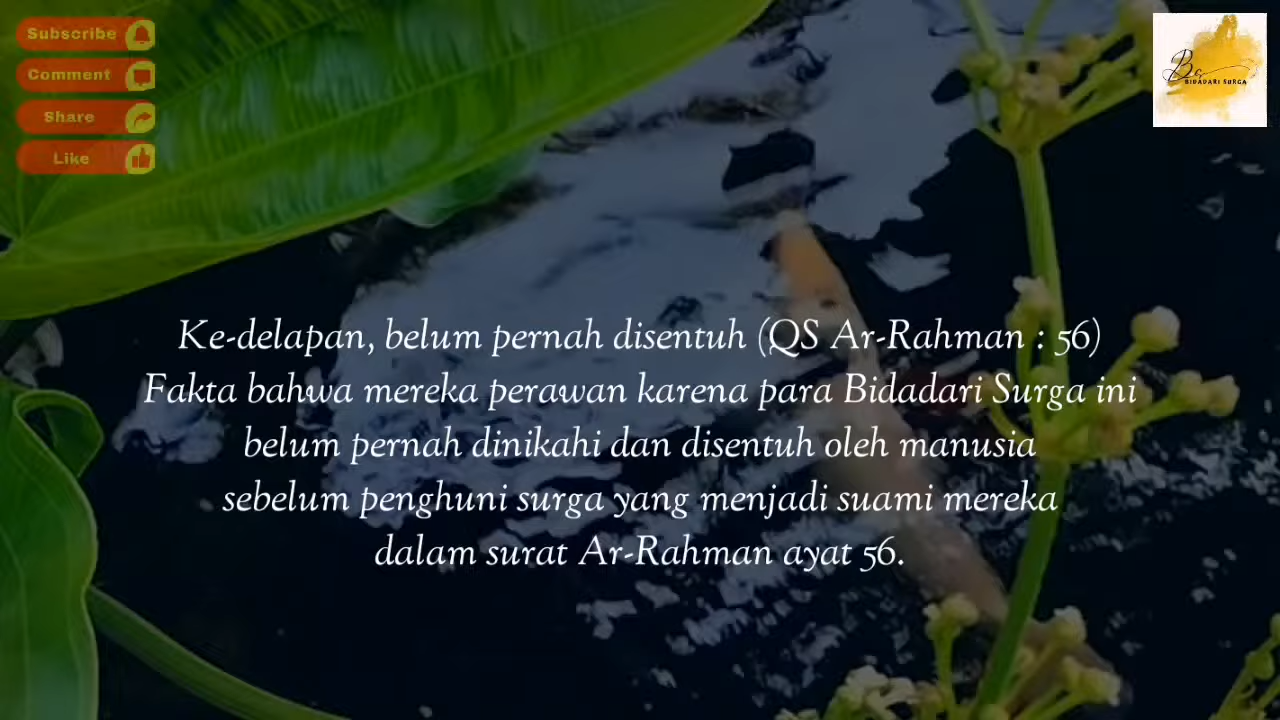 Subscribe
Comment
Share
Like
Bs
BIDADARI SURGA
Ke-delapan, belum pernah disentuh (QS Ar-Rahman : 56)
Fakta bahwa mereka perawan karena para Bidadari Surga ini
belum pernah dinikahi dan disentuh oleh manusia
sebelum penghuni surga yang menjadi suami mereka
dalam surat Ar-Rahman ayat 56.